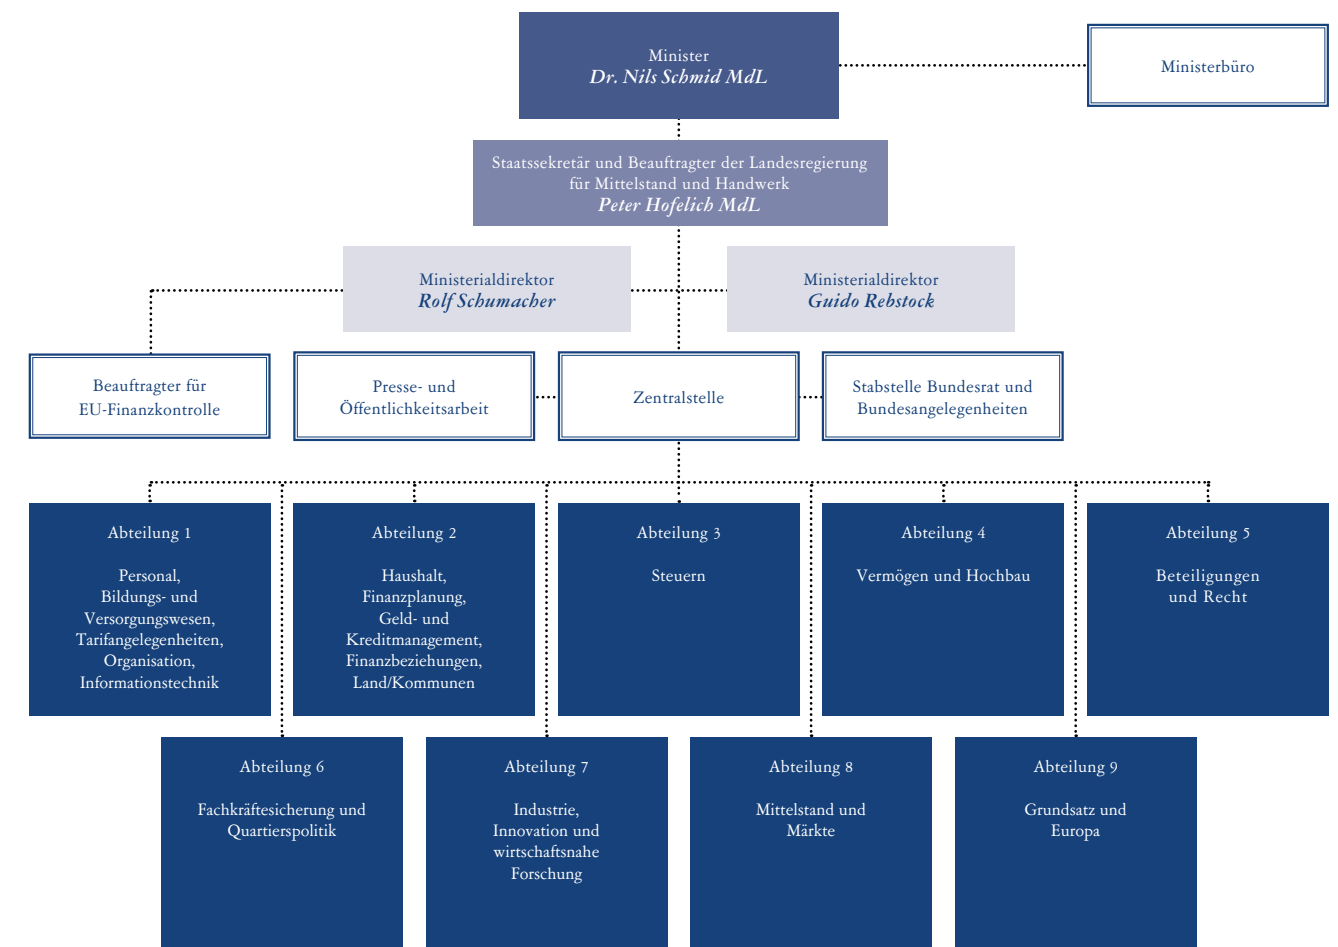 Minister
Dr. Nils Schmid MdL
Ministerbüro
Staatssekretär und Beauftragter der Landesregierung
für Mittelstand und Handwerk
Peter Hofelich MdL
Ministerialdirektor
Rolf Schumacher
Ministerialdirektor
Guido Rebstock
Beauftragter für
EU-Finanzkontrolle
Presse- und
Öffentlichkeitsarbeit
Zentralstelle
Stabstelle Bundesrat und
Bundesangelegenheiten
Abteilung 1
Personal,
Bildungs- und
Versorgungswesen,
Tarifangelegenheiten,
Organisation,
Informationstechnik
Abteilung 2
Haushalt,
Finanzplanung,
Geld- und
Kreditmanagement,
Finanzbeziehungen,
Land/Kommunen
Abteilung 3
Steuern
Abteilung 4
Vermögen und Hochbau
Abteilung 5
Beteiligungen
und Recht
Abteilung 6
Fachkräftesicherung und
Quartierspolitik
Abteilung 7
Industrie,
Innovation und
wirtschaftsnahe
Forschung
Abteilung 8
Mittelstand und
Märkte
Abteilung 9
Grundsatz und
Europa